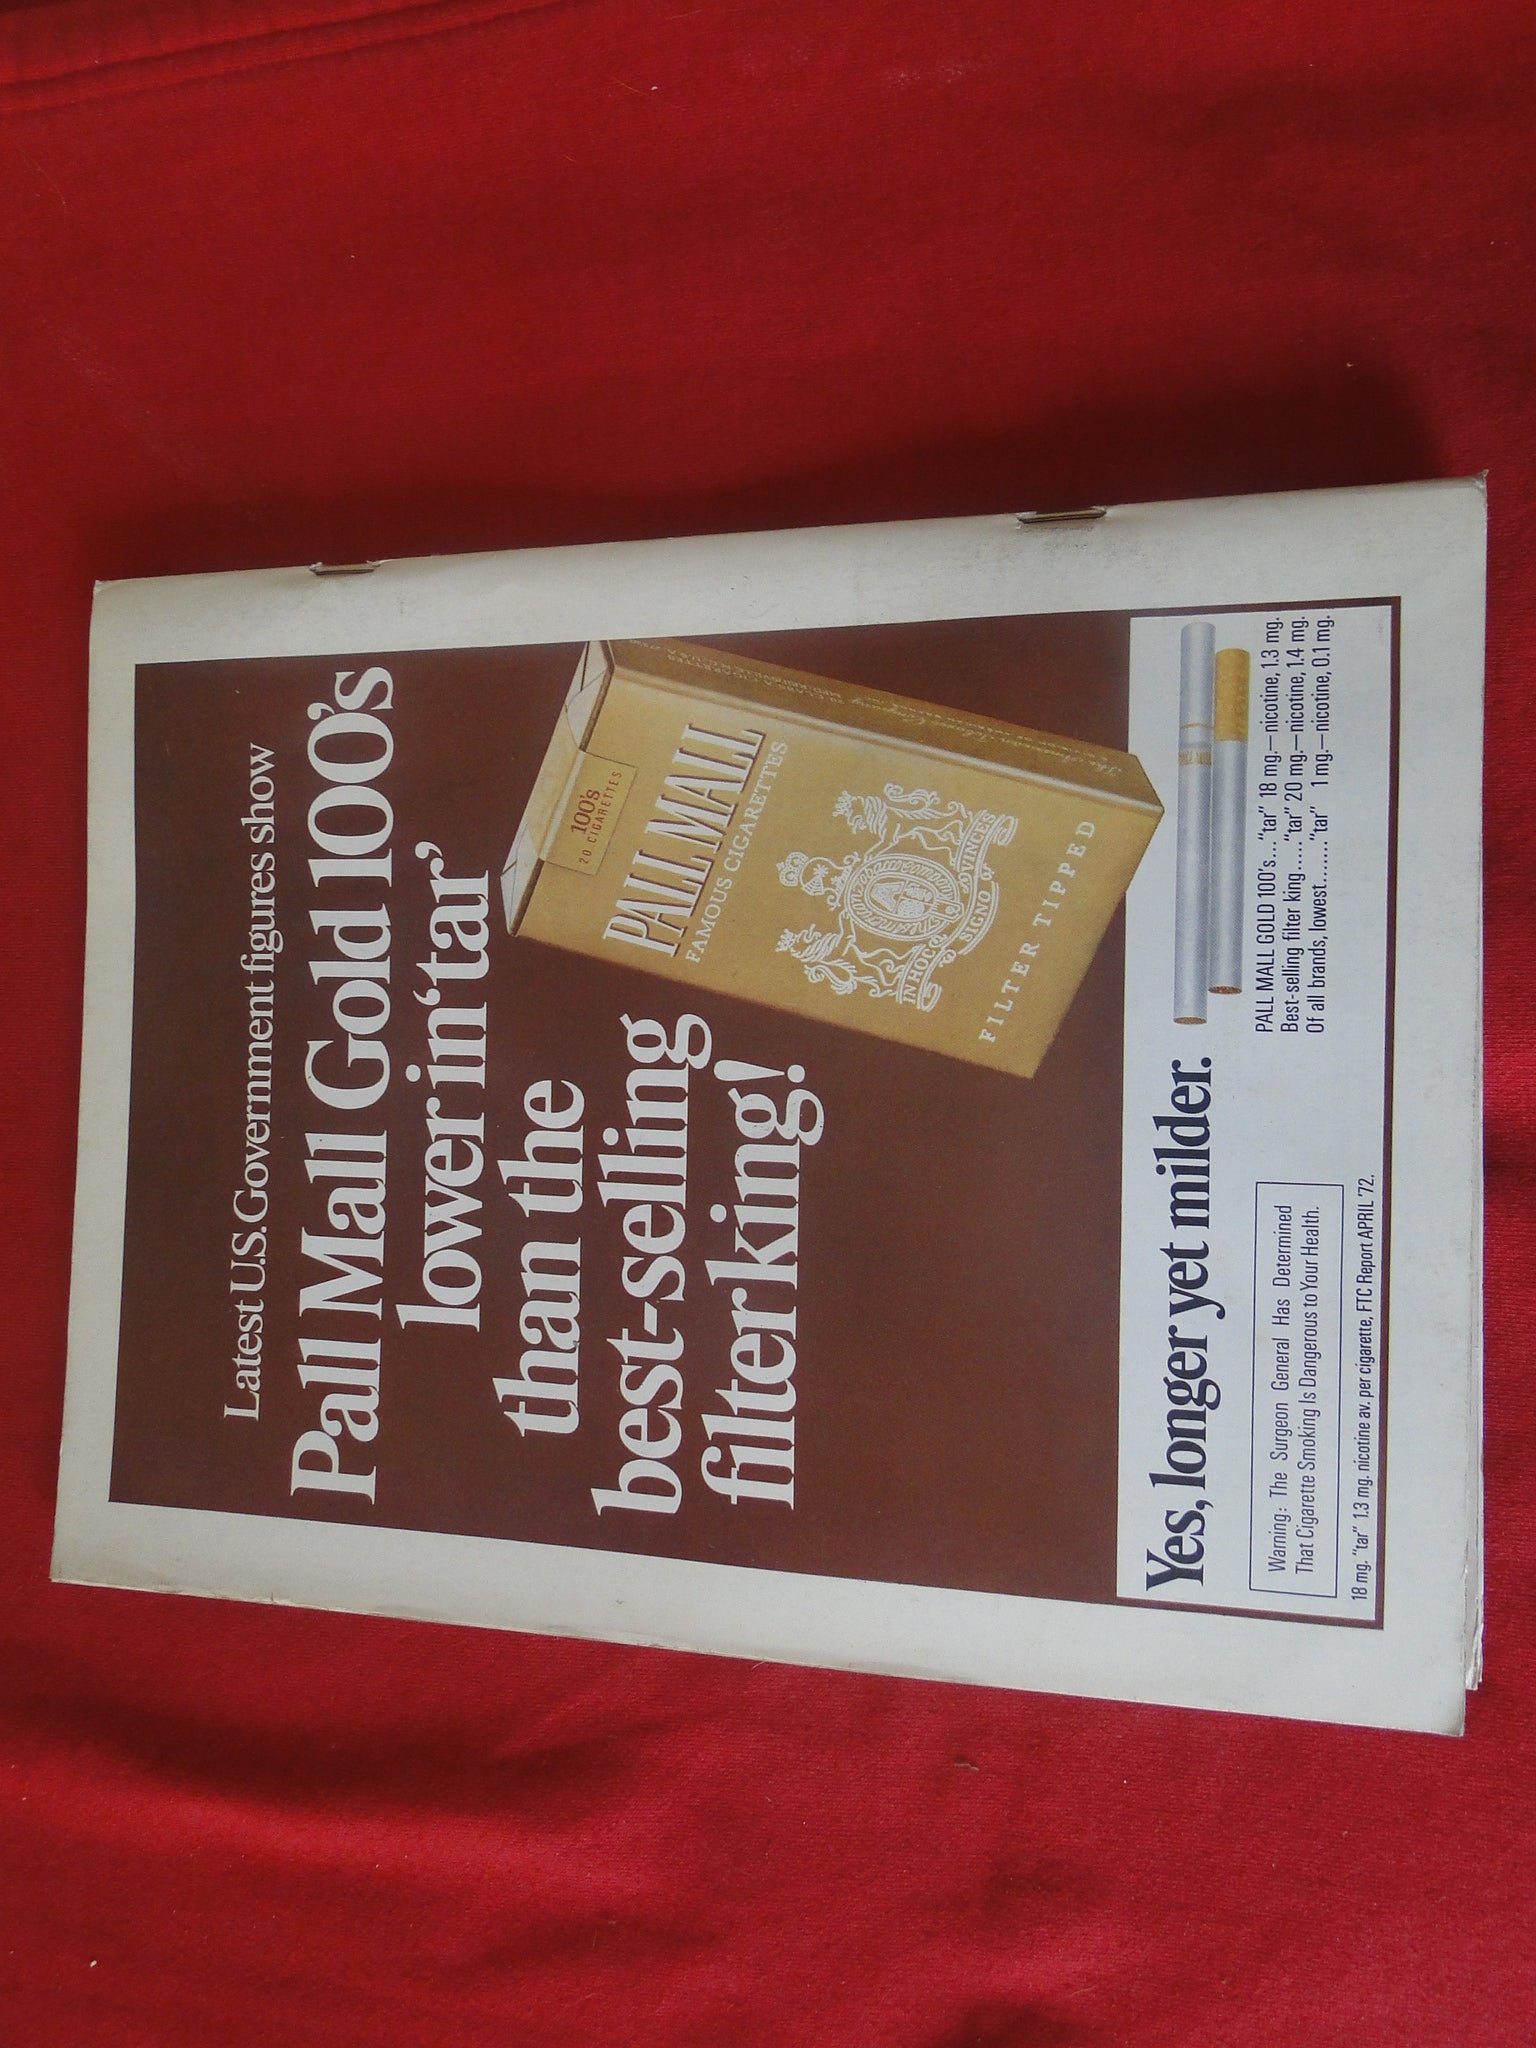 Latest U.S. Government figures show
Pall Mall Gold 100's
lower in 'tar'
than the
best-selling
filter king!
100's
20 CIGARETTES
PALL MALL
FAMOUS CIGARETTES
IN HOC SIGNO VINCES
FILTER TIPPED
Yes, longer yet milder.
PALL MALL GOLD 100's... "tar" 18 mg.—nicotine, 1.3 mg.
Best-selling filter king..... "tar" 20 mg.—nicotine, 1.4 mg.
Of all brands, lowest....... "tar" 1 mg.—nicotine, 0.1 mg.
Warning: The Surgeon General Has Determined
That Cigarette Smoking Is Dangerous to Your Health.
18 mg. "tar" 1.3 mg. nicotine av. per cigarette, FTC Report APRIL '72.